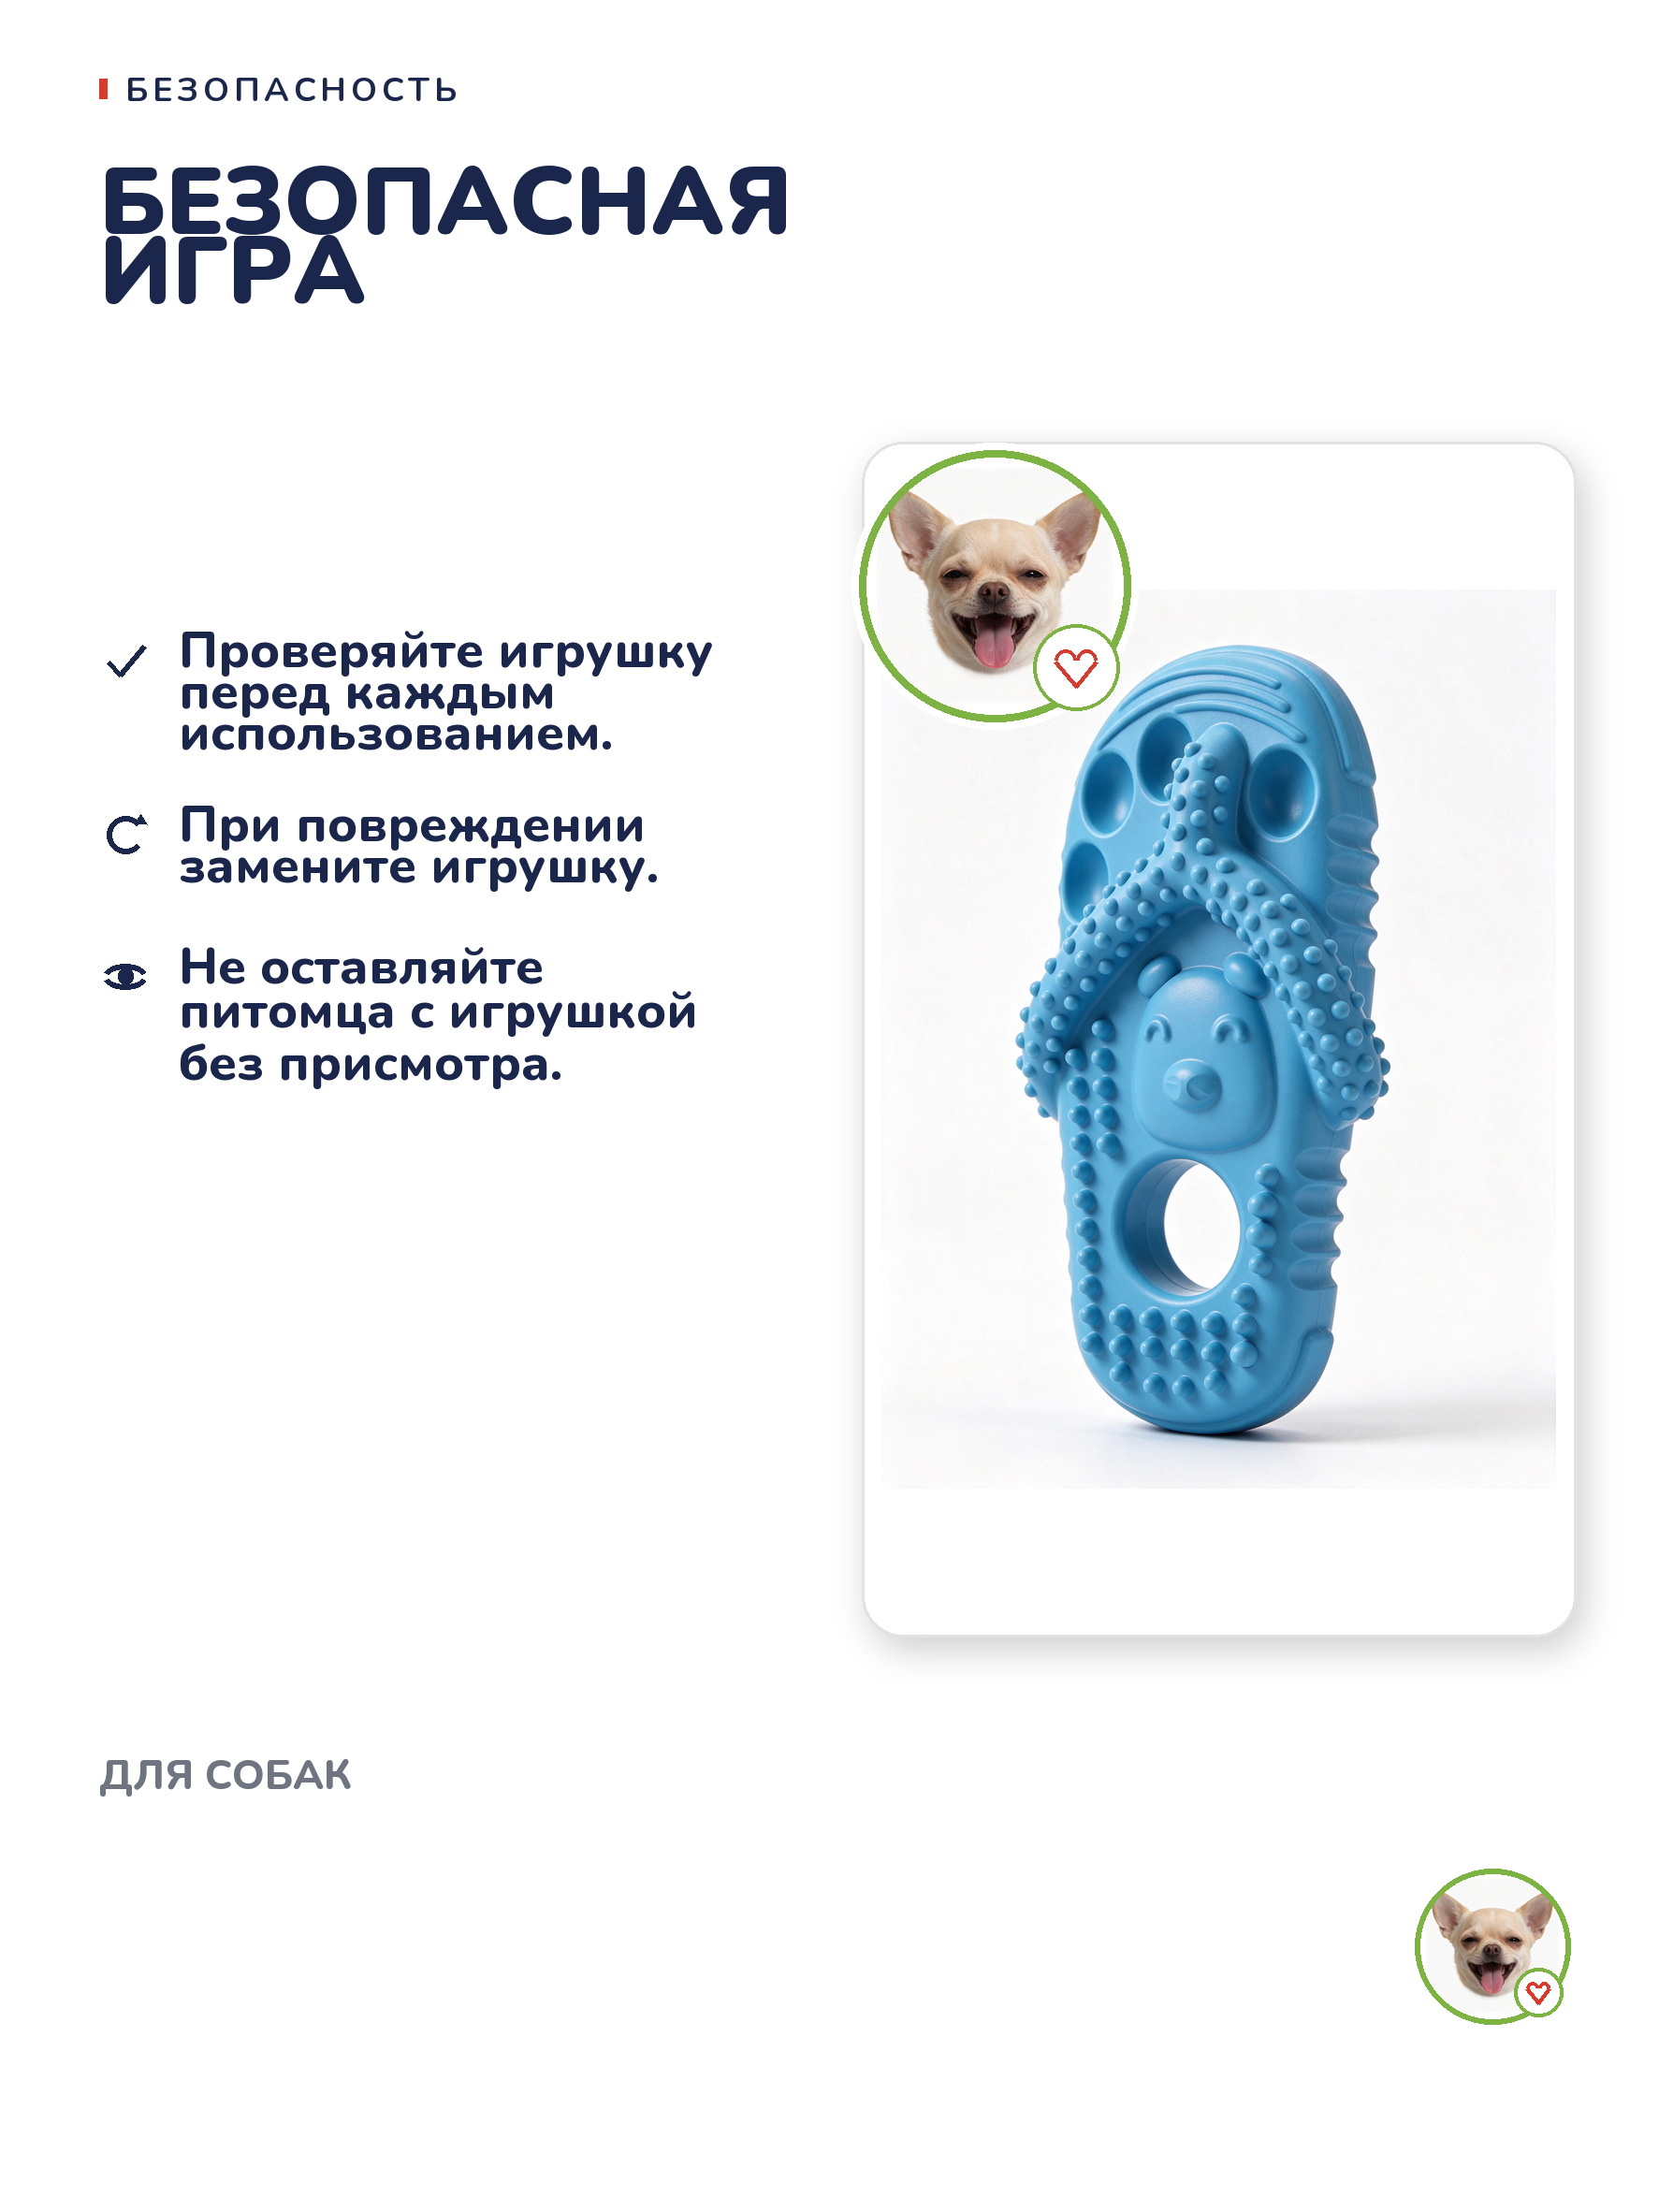 БЕЗОПАСНОСТЬ
БЕЗОПАСНАЯ
ИГРА
Проверяйте игрушку
перед каждым
использованием.
При повреждении
замените игрушку.
Не оставляйте
питомца с игрушкой
без присмотра.
ДЛЯ СОБАК